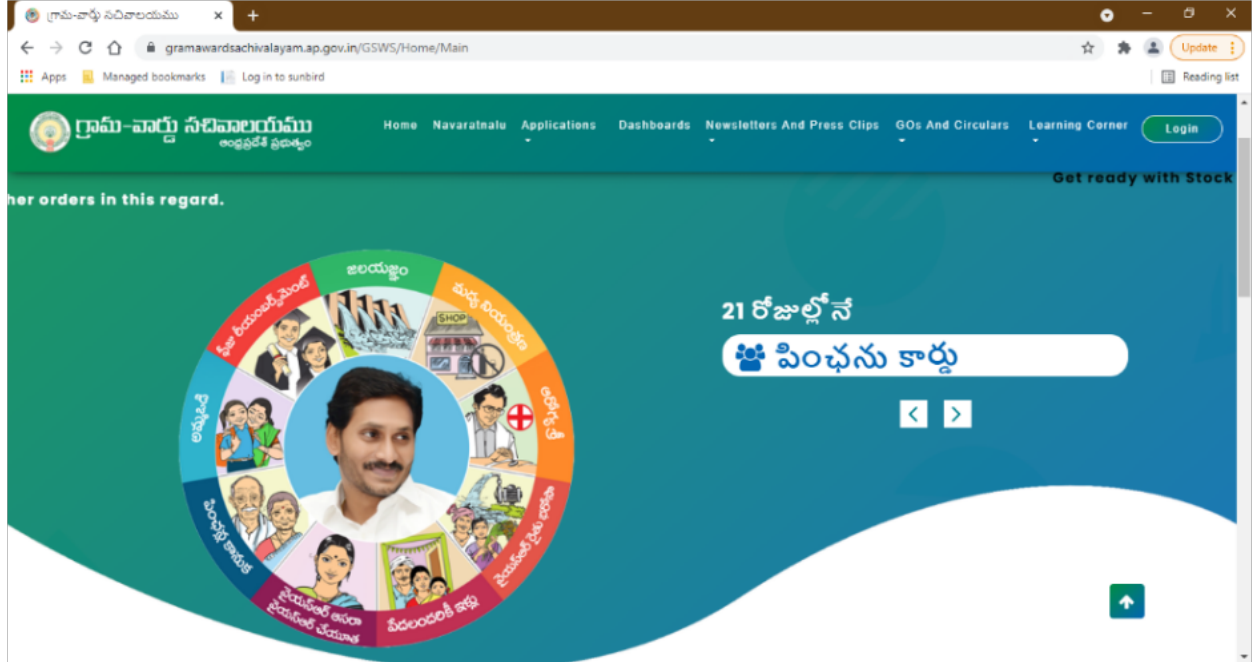 గ్రామ-వార్డు సచివాలయము
gramawardsachivalayam.ap.gov.in/GSWS/Home/Main
Update
Apps Managed bookmarks Log in to sunbird Reading list
గ్రామ-వార్డు సచివాలయము
ఆంధ్రప్రదేశ్ ప్రభుత్వం
Home Navaratnalu Applications Dashboards Newsletters And Press Clips GOs And Circulars Learning Corner Login
Get ready with Stock
her orders in this regard.
జలయజ్ఞం
మద్య నియంత్రణ
SHOP
ఆరోగ్య శ్రీ
వైయస్ఆర్ రైతు భరోసా
పేదలందరికీ ఇళ్లు
వైయస్ఆర్ ఆసరా
వైయస్ఆర్ చేయూత
పింఛన్ల కానుక
అమ్మఒడి
ఫీజు రీయింబర్స్‌మెంట్
21 రోజుల్లోనే
పింఛను కార్డు